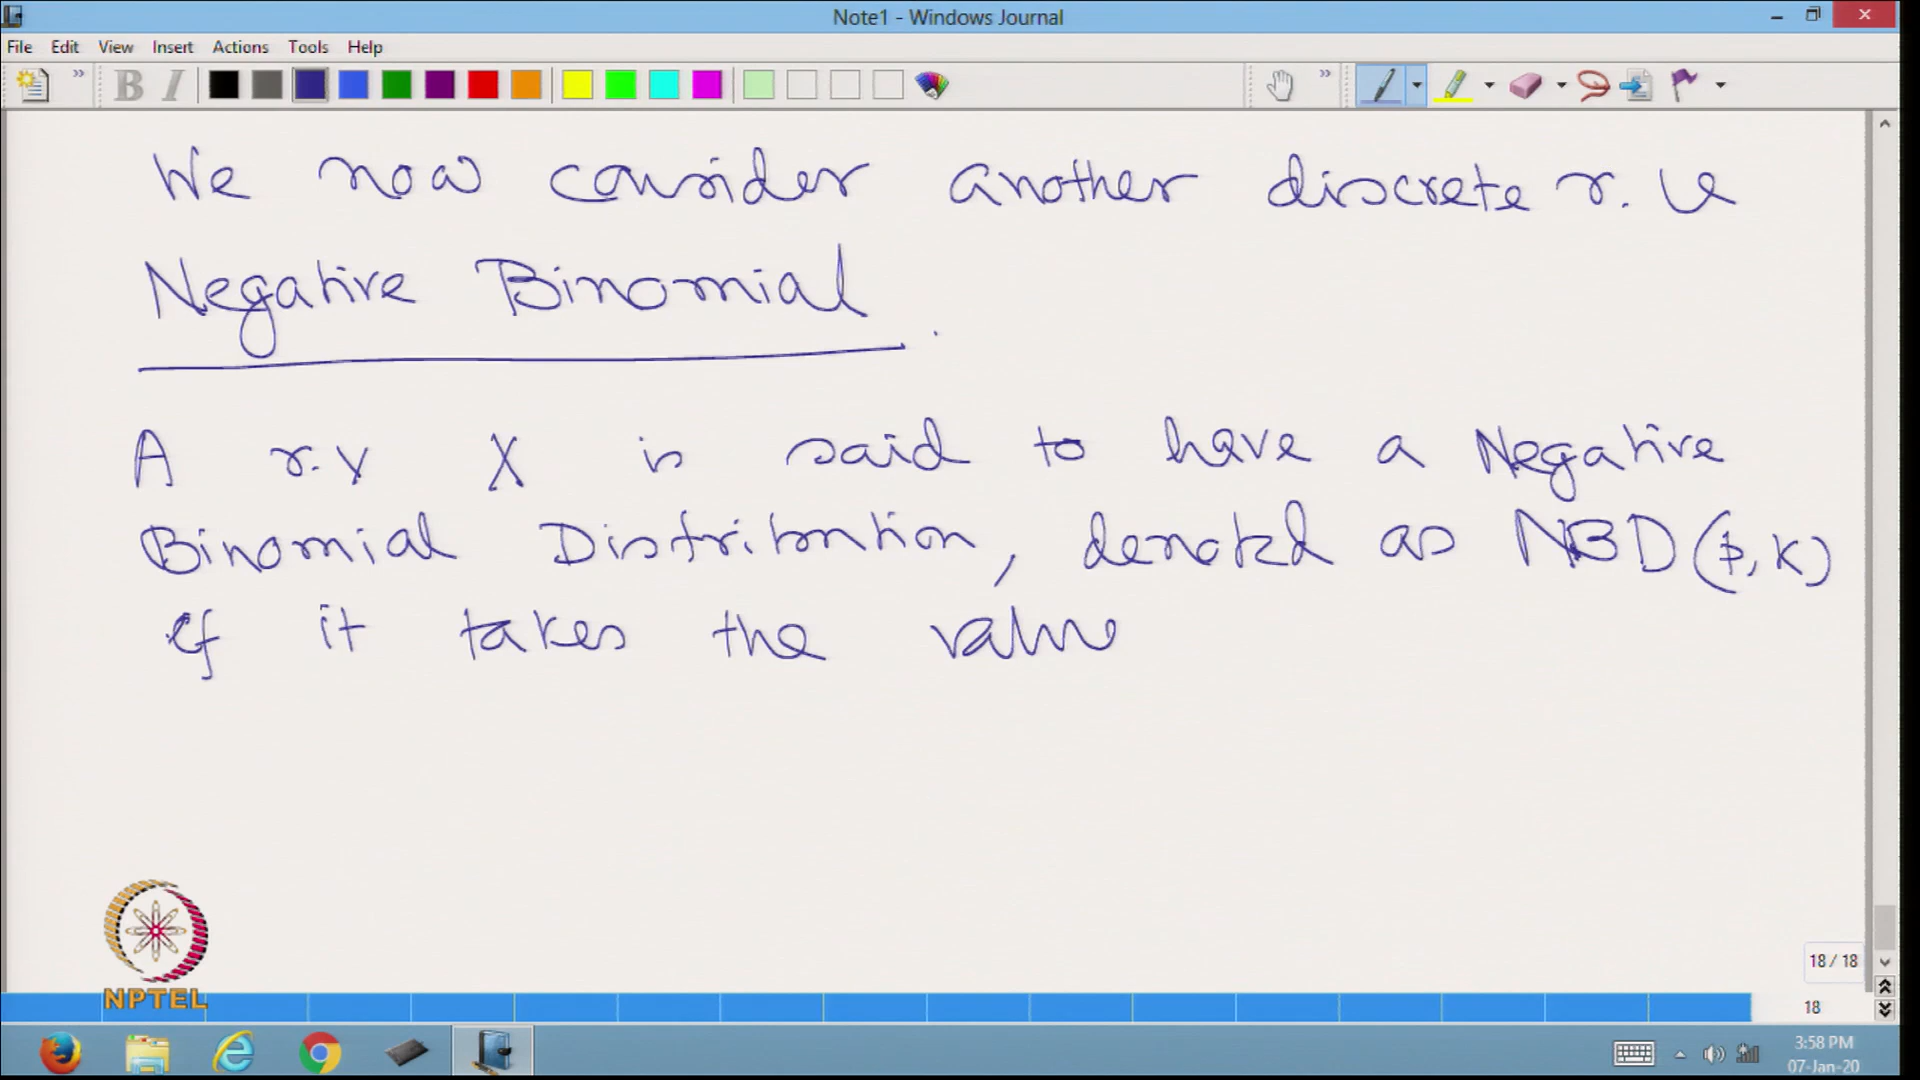 Note1 - Windows Journal
File Edit View Insert Actions Tools Help
B I
We now consider another discrete r.v
Negative Binomial
A r.v X is said to have a Negative
Binomial Distribution, denoted as NBD(p, K)
if it takes the value
NPTEL
18 / 18
18
3:58 PM
07-Jan-20